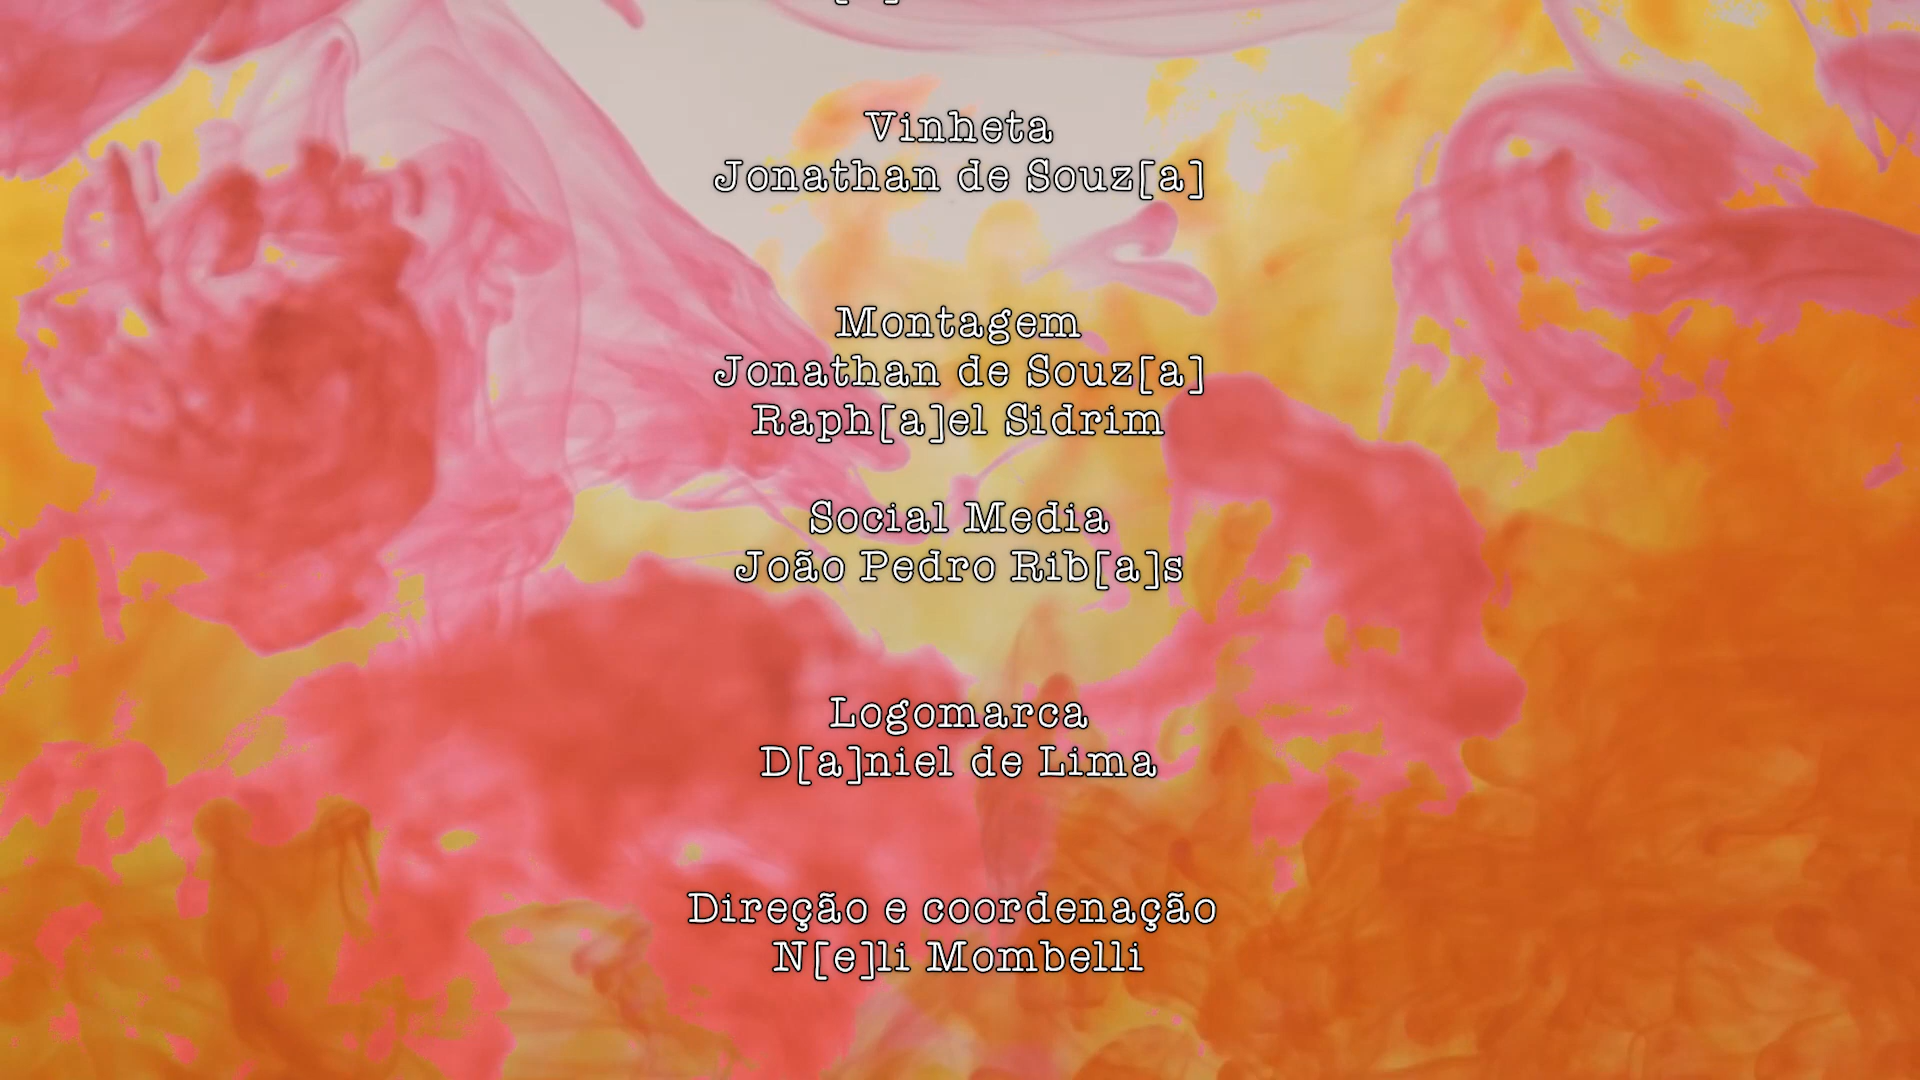 Vinheta
Jonathan de Souz[a]
Montagem
Jonathan de Souz[a]
Raph[a]el Sidrim
Social Media
João Pedro Rib[a]s
Logomarca
D[a]niel de Lima
Direção e coordenação
N[e]li Mombelli